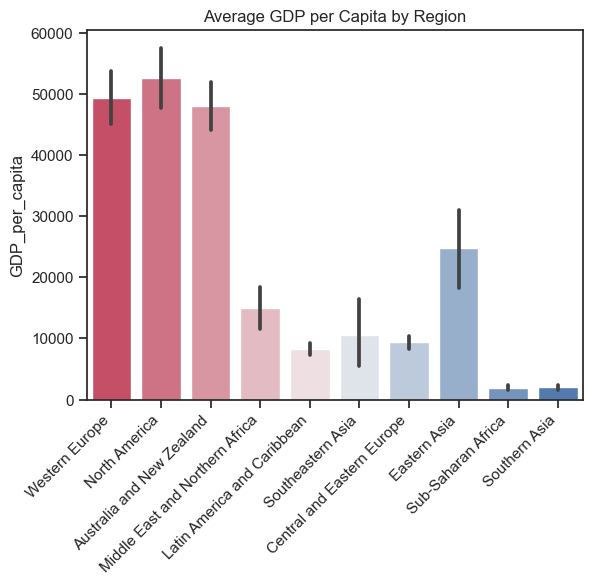 Average GDP per Capita by Region
GDP_per_capita
60000
50000
40000
30000
20000
10000
0
Western Europe
North America
Australia and New Zealand
Middle East and Northern Africa
Latin America and Caribbean
Southeastern Asia
Central and Eastern Europe
Eastern Asia
Sub-Saharan Africa
Southern Asia